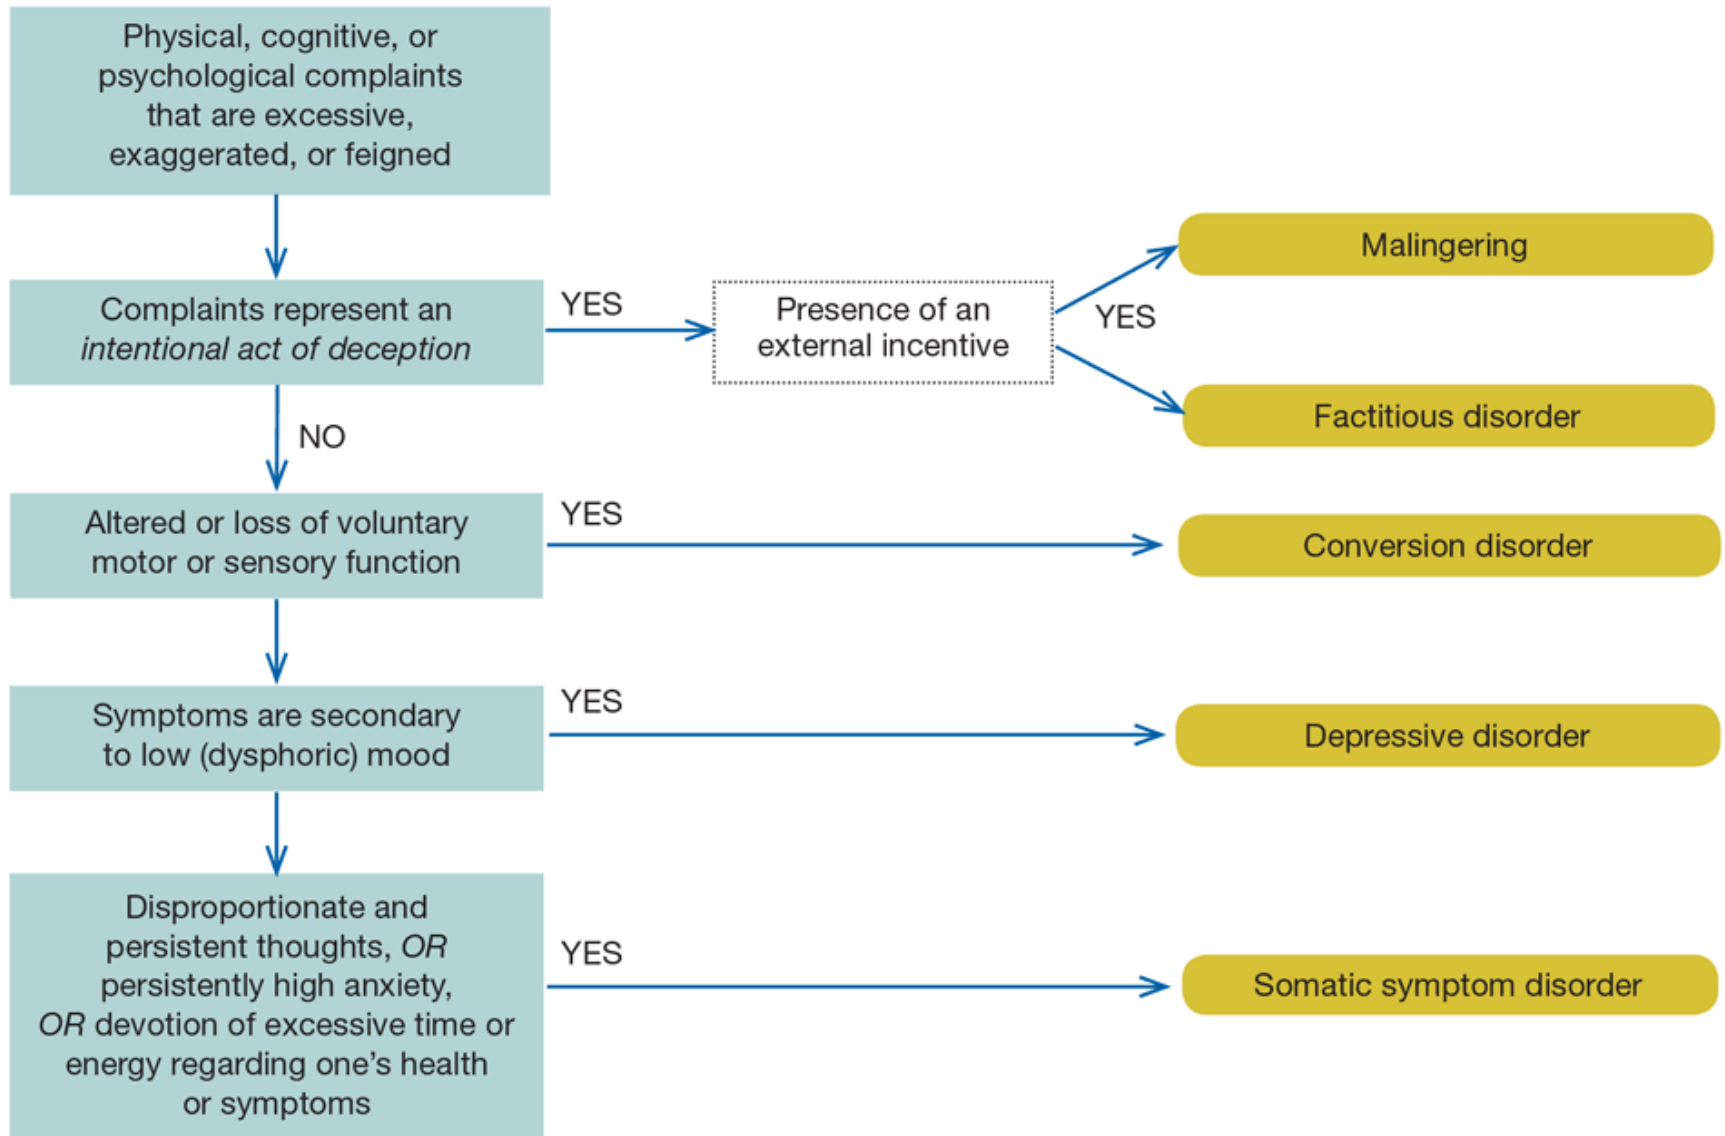 Physical, cognitive, or
psychological complaints
that are excessive,
exaggerated, or feigned
Complaints represent an
intentional act of deception
YES
Presence of an
external incentive
YES
Malingering
Factitious disorder
NO
Altered or loss of voluntary
motor or sensory function
YES
Conversion disorder
Symptoms are secondary
to low (dysphoric) mood
YES
Depressive disorder
Disproportionate and
persistent thoughts, OR
persistently high anxiety,
OR devotion of excessive time or
energy regarding one’s health
or symptoms
YES
Somatic symptom disorder